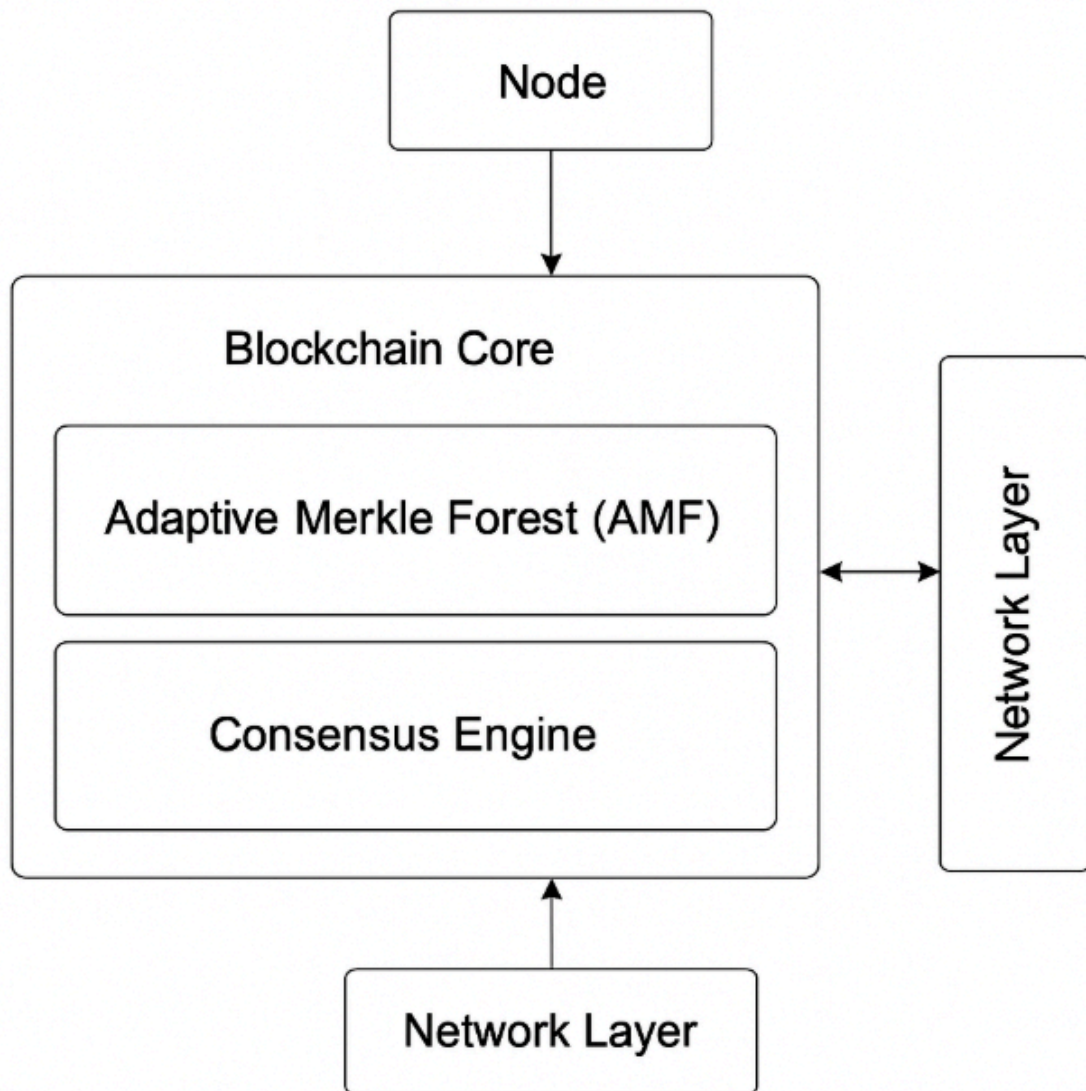 Node
Blockchain Core
Adaptive Merkle Forest (AMF)
Consensus Engine
Network Layer
Network Layer